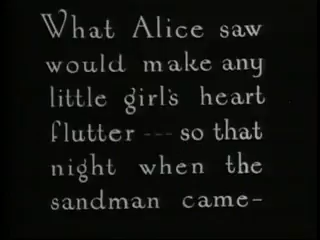 What Alice saw
would make any
little girl's heart
flutter --- so that
night when the
sandman came-